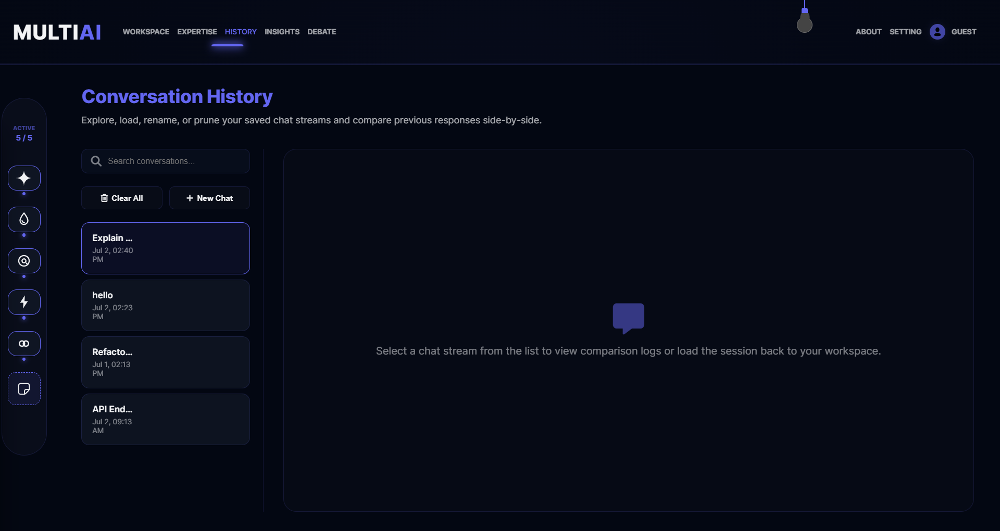 MULTIAI
WORKSPACE EXPERTISE HISTORY INSIGHTS DEBATE
ABOUT SETTING GUEST
Conversation History
Explore, load, rename, or prune your saved chat streams and compare previous responses side-by-side.
ACTIVE
5 / 5
Search conversations...
Clear All
New Chat
Explain ...
Jul 2, 02:40
PM
hello
Jul 2, 02:23
PM
Refacto...
Jul 1, 02:13
PM
API End...
Jul 2, 09:13
AM
Select a chat stream from the list to view comparison logs or load the session back to your workspace.